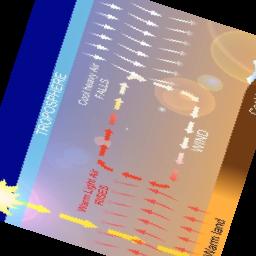 TROPOSPHERE
Cool heavy Air
FALLS
WIND
Warm Light Air
RISES
Warm land